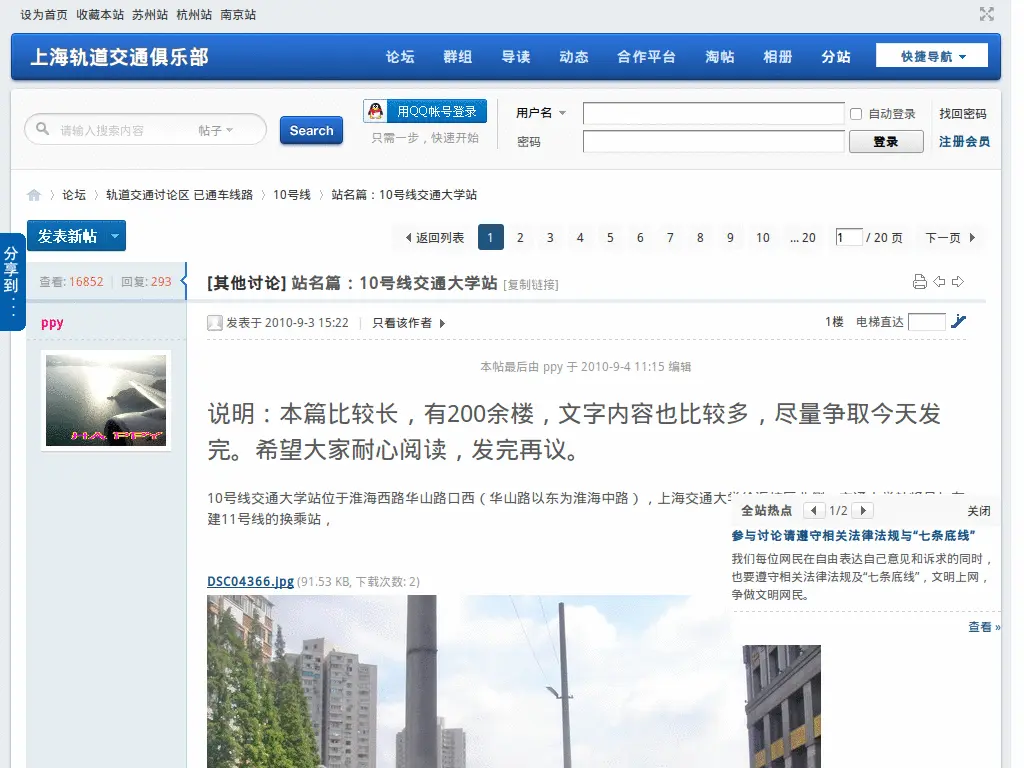 设为首页 收藏本站 苏州站 杭州站 南京站
上海轨道交通俱乐部
论坛 群组 导读 动态 合作平台 淘帖 相册 分站 快捷导航
请输入搜索内容 帖子 Search
用QQ帐号登录
只需一步，快速开始
用户名 自动登录 找回密码
密码 登录 注册会员
论坛 轨道交通讨论区 已通车线路 10号线 站名篇：10号线交通大学站
发表新帖
返回列表 1 2 3 4 5 6 7 8 9 10 ... 20 1 / 20 页 下一页
分享到：
查看: 16852 | 回复: 293
[其他讨论] 站名篇：10号线交通大学站 [复制链接]
ppy
发表于 2010-9-3 15:22 | 只看该作者
1楼 电梯直达
HAPPY
本帖最后由 ppy 于 2010-9-4 11:15 编辑
说明：本篇比较长，有200余楼，文字内容也比较多，尽量争取今天发
完。希望大家耐心阅读，发完再议。
10号线交通大学站位于淮海西路华山路口西（华山路以东为淮海中路），上海交通大
建11号线的换乘站，
全站热点 1/2 关闭
参与讨论请遵守相关法律法规与“七条底线”
我们每位网民在自由表达自己意见和诉求的同时，
也要遵守相关法律法规及“七条底线”，文明上网，
争做文明网民。
查看 »
DSC04366.jpg (91.53 KB, 下载次数: 2)